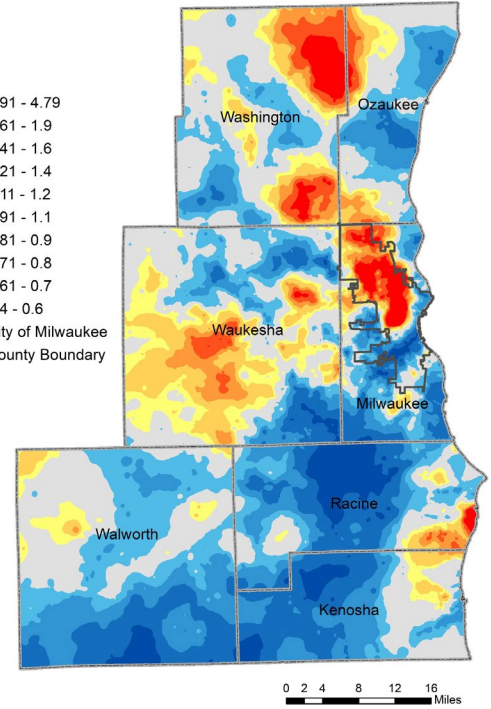 91 - 4.79
61 - 1.9
41 - 1.6
21 - 1.4
11 - 1.2
91 - 1.1
81 - 0.9
71 - 0.8
61 - 0.7
4 - 0.6
ity of Milwaukee
ounty Boundary
Washington
Ozaukee
Waukesha
Milwaukee
Racine
Walworth
Kenosha
0 2 4 8 12 16
Miles